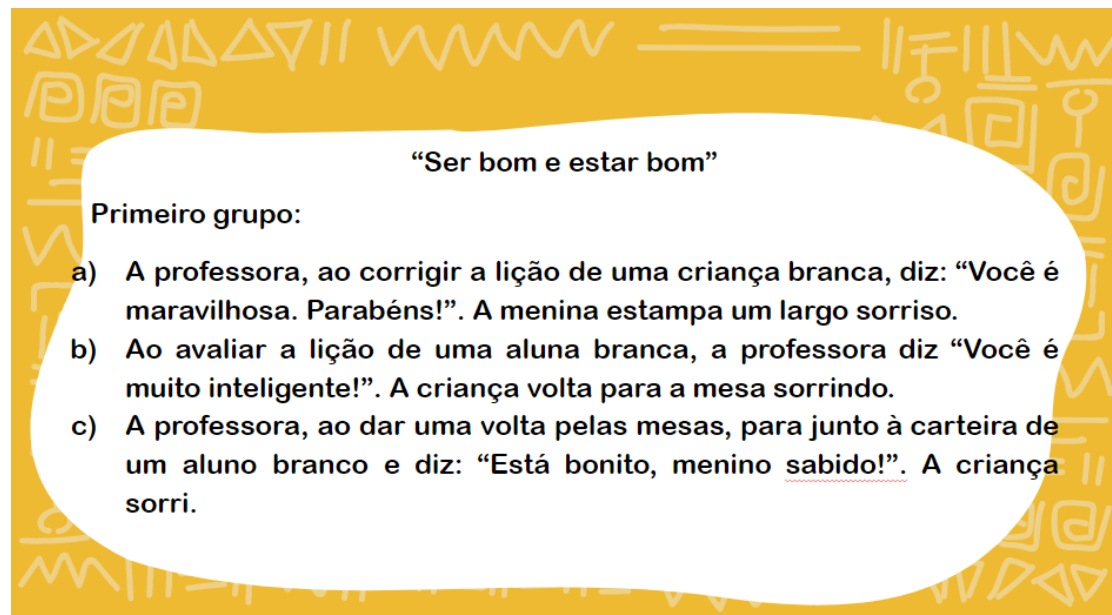 “Ser bom e estar bom”
Primeiro grupo:
a) A professora, ao corigir a lição de uma criança branca, diz: “Você é
maravilhosa. Parabéns!”. A menina estampa um largo sorriso.
b) Ao avaliar a lição de uma aluna branca, a professora diz “Você é
muito inteligente!”. A criança volta para a mesa sorrindo.
c) A professora, ao dar uma volta pelas mesas, para junto à carteira de
um aluno branco e diz: “Está bonito, menino sabido!”. A criança
sorri.